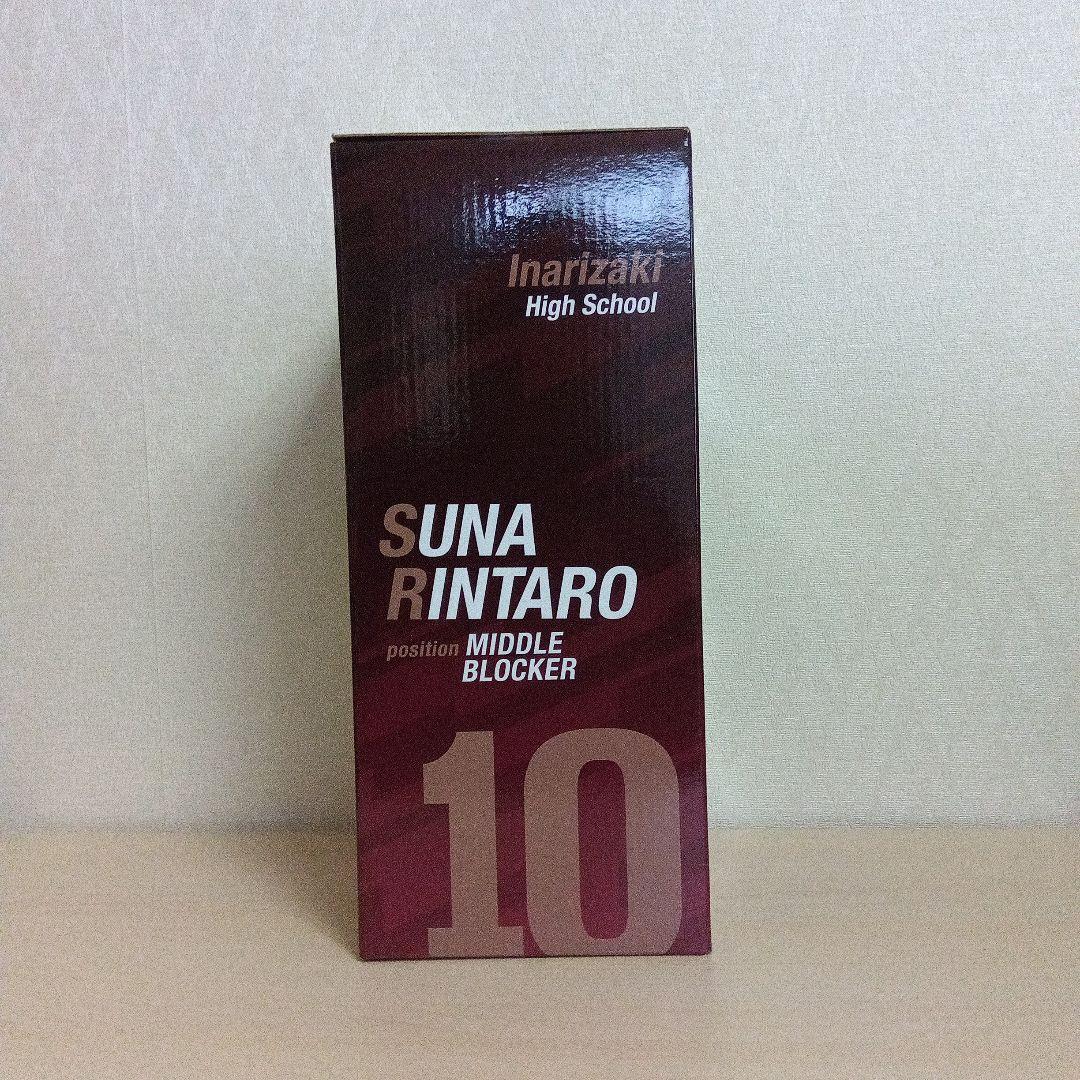 Inarizaki
High School
SUNA
RINTARO
position MIDDLE
BLOCKER
10